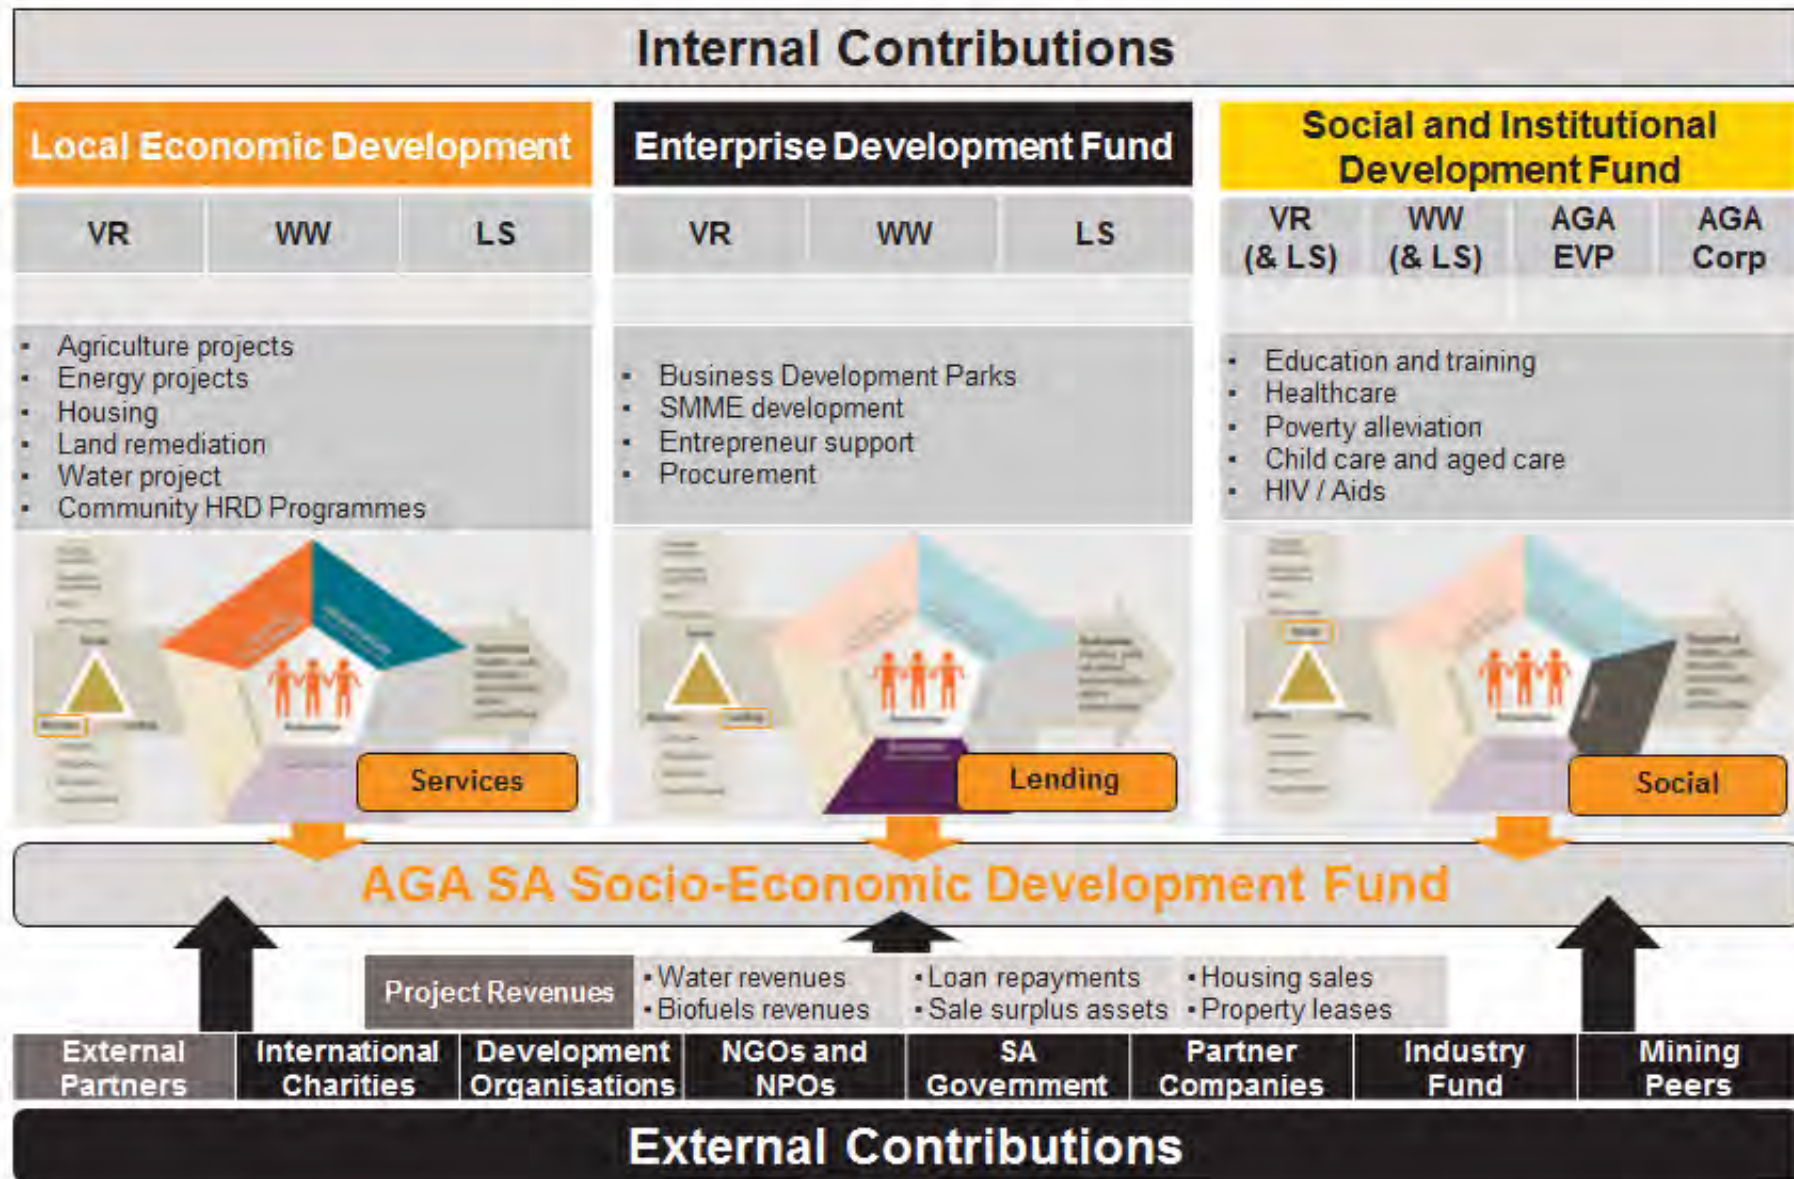 Internal Contributions
Local Economic Development
VR
WW
LS
▪ Agriculture projects
▪ Energy projects
▪ Housing
▪ Land remediation
▪ Water project
▪ Community HRD Programmes
Services
Enterprise Development Fund
VR
WW
LS
▪ Business Development Parks
▪ SMME development
▪ Entrepreneur support
▪ Procurement
Lending
Social and Institutional
Development Fund
VR
(& LS)
WW
(& LS)
AGA
EVP
AGA
Corp
▪ Education and training
▪ Healthcare
▪ Poverty alleviation
▪ Child care and aged care
▪ HIV / Aids
Social
AGA SA Socio-Economic Development Fund
Project Revenues
▪ Water revenues
▪ Biofuels revenues
▪ Loan repayments
▪ Sale surplus assets
▪ Housing sales
▪ Property leases
External
Partners
International
Charities
Development
Organisations
NGOs and
NPOs
SA
Government
Partner
Companies
Industry
Fund
Mining
Peers
External Contributions